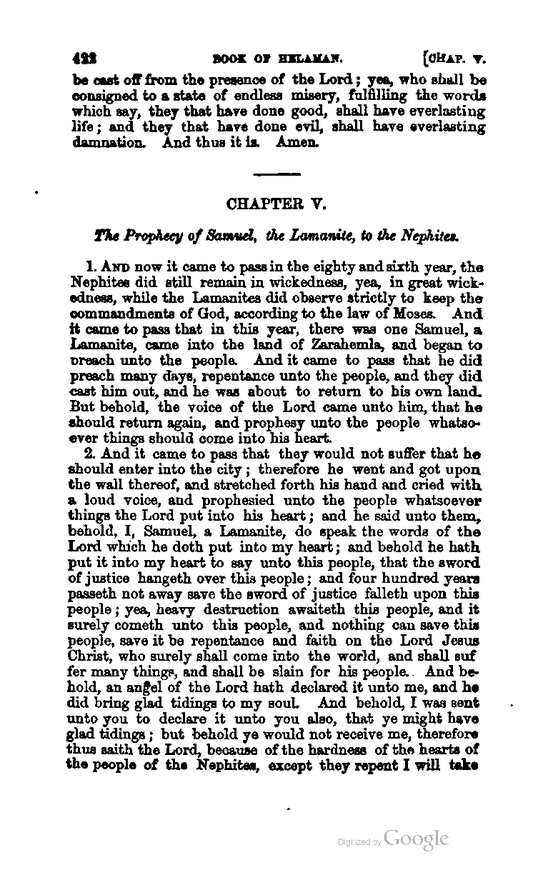 422 BOOK OF HELAMAN. [CHAP. V.
be cast off from the presence of the Lord; yea, who shall be
consigned to a state of endless misery, fulfilling the words
which say, they that have done good, shall have everlasting
life; and they that have done evil, shall have everlasting
damnation. And thus it is. Amen.
CHAPTER V.
The Prophecy of Samuel, the Lamanite, to the Nephites.
1. AND now it came to pass in the eighty and sixth year, the
Nephites did still remain in wickedness, yea, in great wick-
edness, while the Lamanites did observe strictly to keep the
commandments of God, according to the law of Moses. And
it came to pass that in this year, there was one Samuel, a
Lamanite, came into the land of Zarahemla, and began to
preach unto the people. And it came to pass that he did
preach many days, repentance unto the people, and they did
cast him out, and he was about to return to his own land.
But behold, the voice of the Lord came unto him, that he
should return again, and prophesy unto the people whatso-
ever things should come into his heart.
2. And it came to pass that they would not suffer that he
should enter into the city; therefore he went and got upon
the wall thereof, and stretched forth his hand and cried with
a loud voice, and prophesied unto the people whatsoever
things the Lord put into his heart; and he said unto them,
behold, I, Samuel, a Lamanite, do speak the words of the
Lord which he doth put into my heart; and behold he hath
put it into my heart to say unto this people, that the sword
of justice hangeth over this people; and four hundred years
passeth not away save the sword of justice falleth upon this
people; yea, heavy destruction awaiteth this people, and it
surely cometh unto this people, and nothing can save this
people, save it be repentance and faith on the Lord Jesus
Christ, who surely shall come into the world, and shall suf
fer many things, and shall be slain for his people. And be-
hold, an angel of the Lord hath declared it unto me, and he
did bring glad tidings to my soul. And behold, I was sent
unto you to declare it unto you also, that ye might have
glad tidings; but behold ye would not receive me, therefore
thus saith the Lord, because of the hardness of the hearts of
the people of the Nephites, except they repent I will take
Digitized by Google